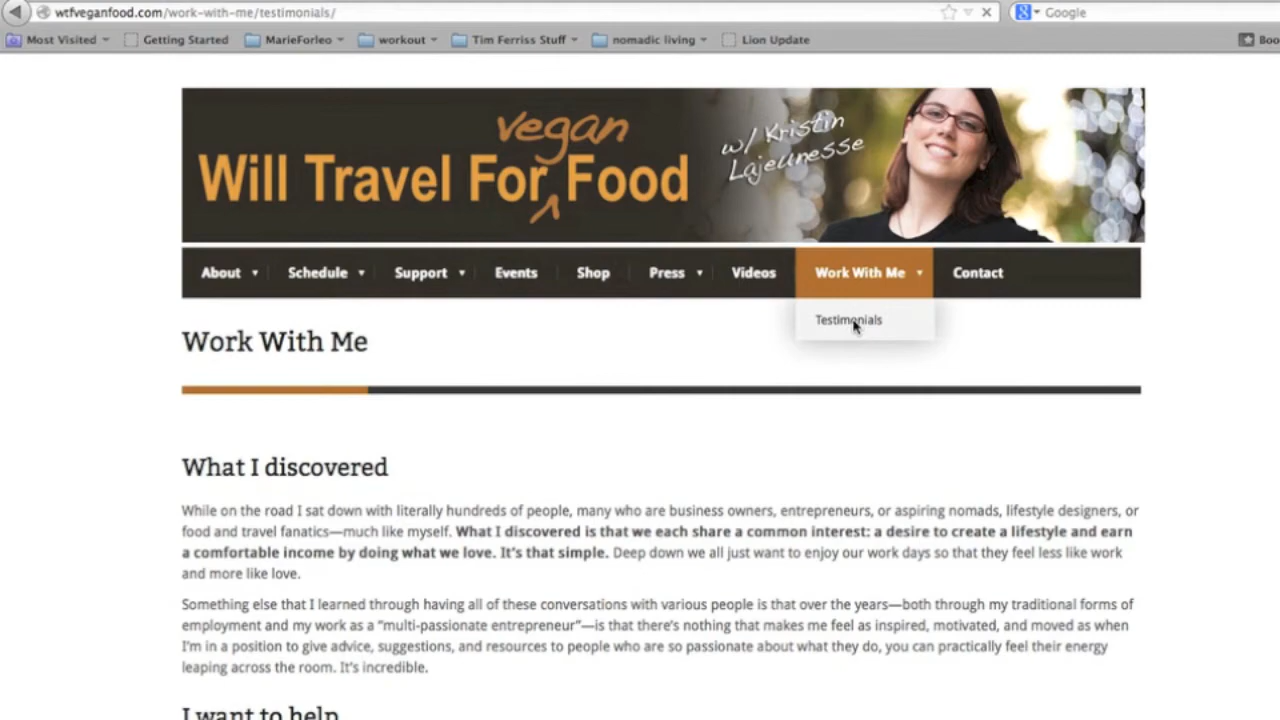 wtfveganfood.com/work-with-me/testimonials/
Google
Most Visited
Getting Started
MarieForleo
workout
Tim Ferriss Stuff
nomadic living
Lion Update
Boo
vegan
Will Travel For Food
w/ Kristin
Lajeunesse
About
Schedule
Support
Events
Shop
Press
Videos
Work With Me
Contact
Testimonials
Work With Me
What I discovered
While on the road I sat down with literally hundreds of people, many who are business owners, entrepreneurs, or aspiring nomads, lifestyle designers, or
food and travel fanatics—much like myself. What I discovered is that we each share a common interest: a desire to create a lifestyle and earn
a comfortable income by doing what we love. It's that simple. Deep down we all just want to enjoy our work days so that they feel less like work
and more like love.
Something else that I learned through having all of these conversations with various people is that over the years—both through my traditional forms of
employment and my work as a “multi-passionate entrepreneur”—is that there's nothing that makes me feel as inspired, motivated, and moved as when
I'm in a position to give advice, suggestions, and resources to people who are so passionate about what they do, you can practically feel their energy
leaping across the room. It's incredible.
I want to help